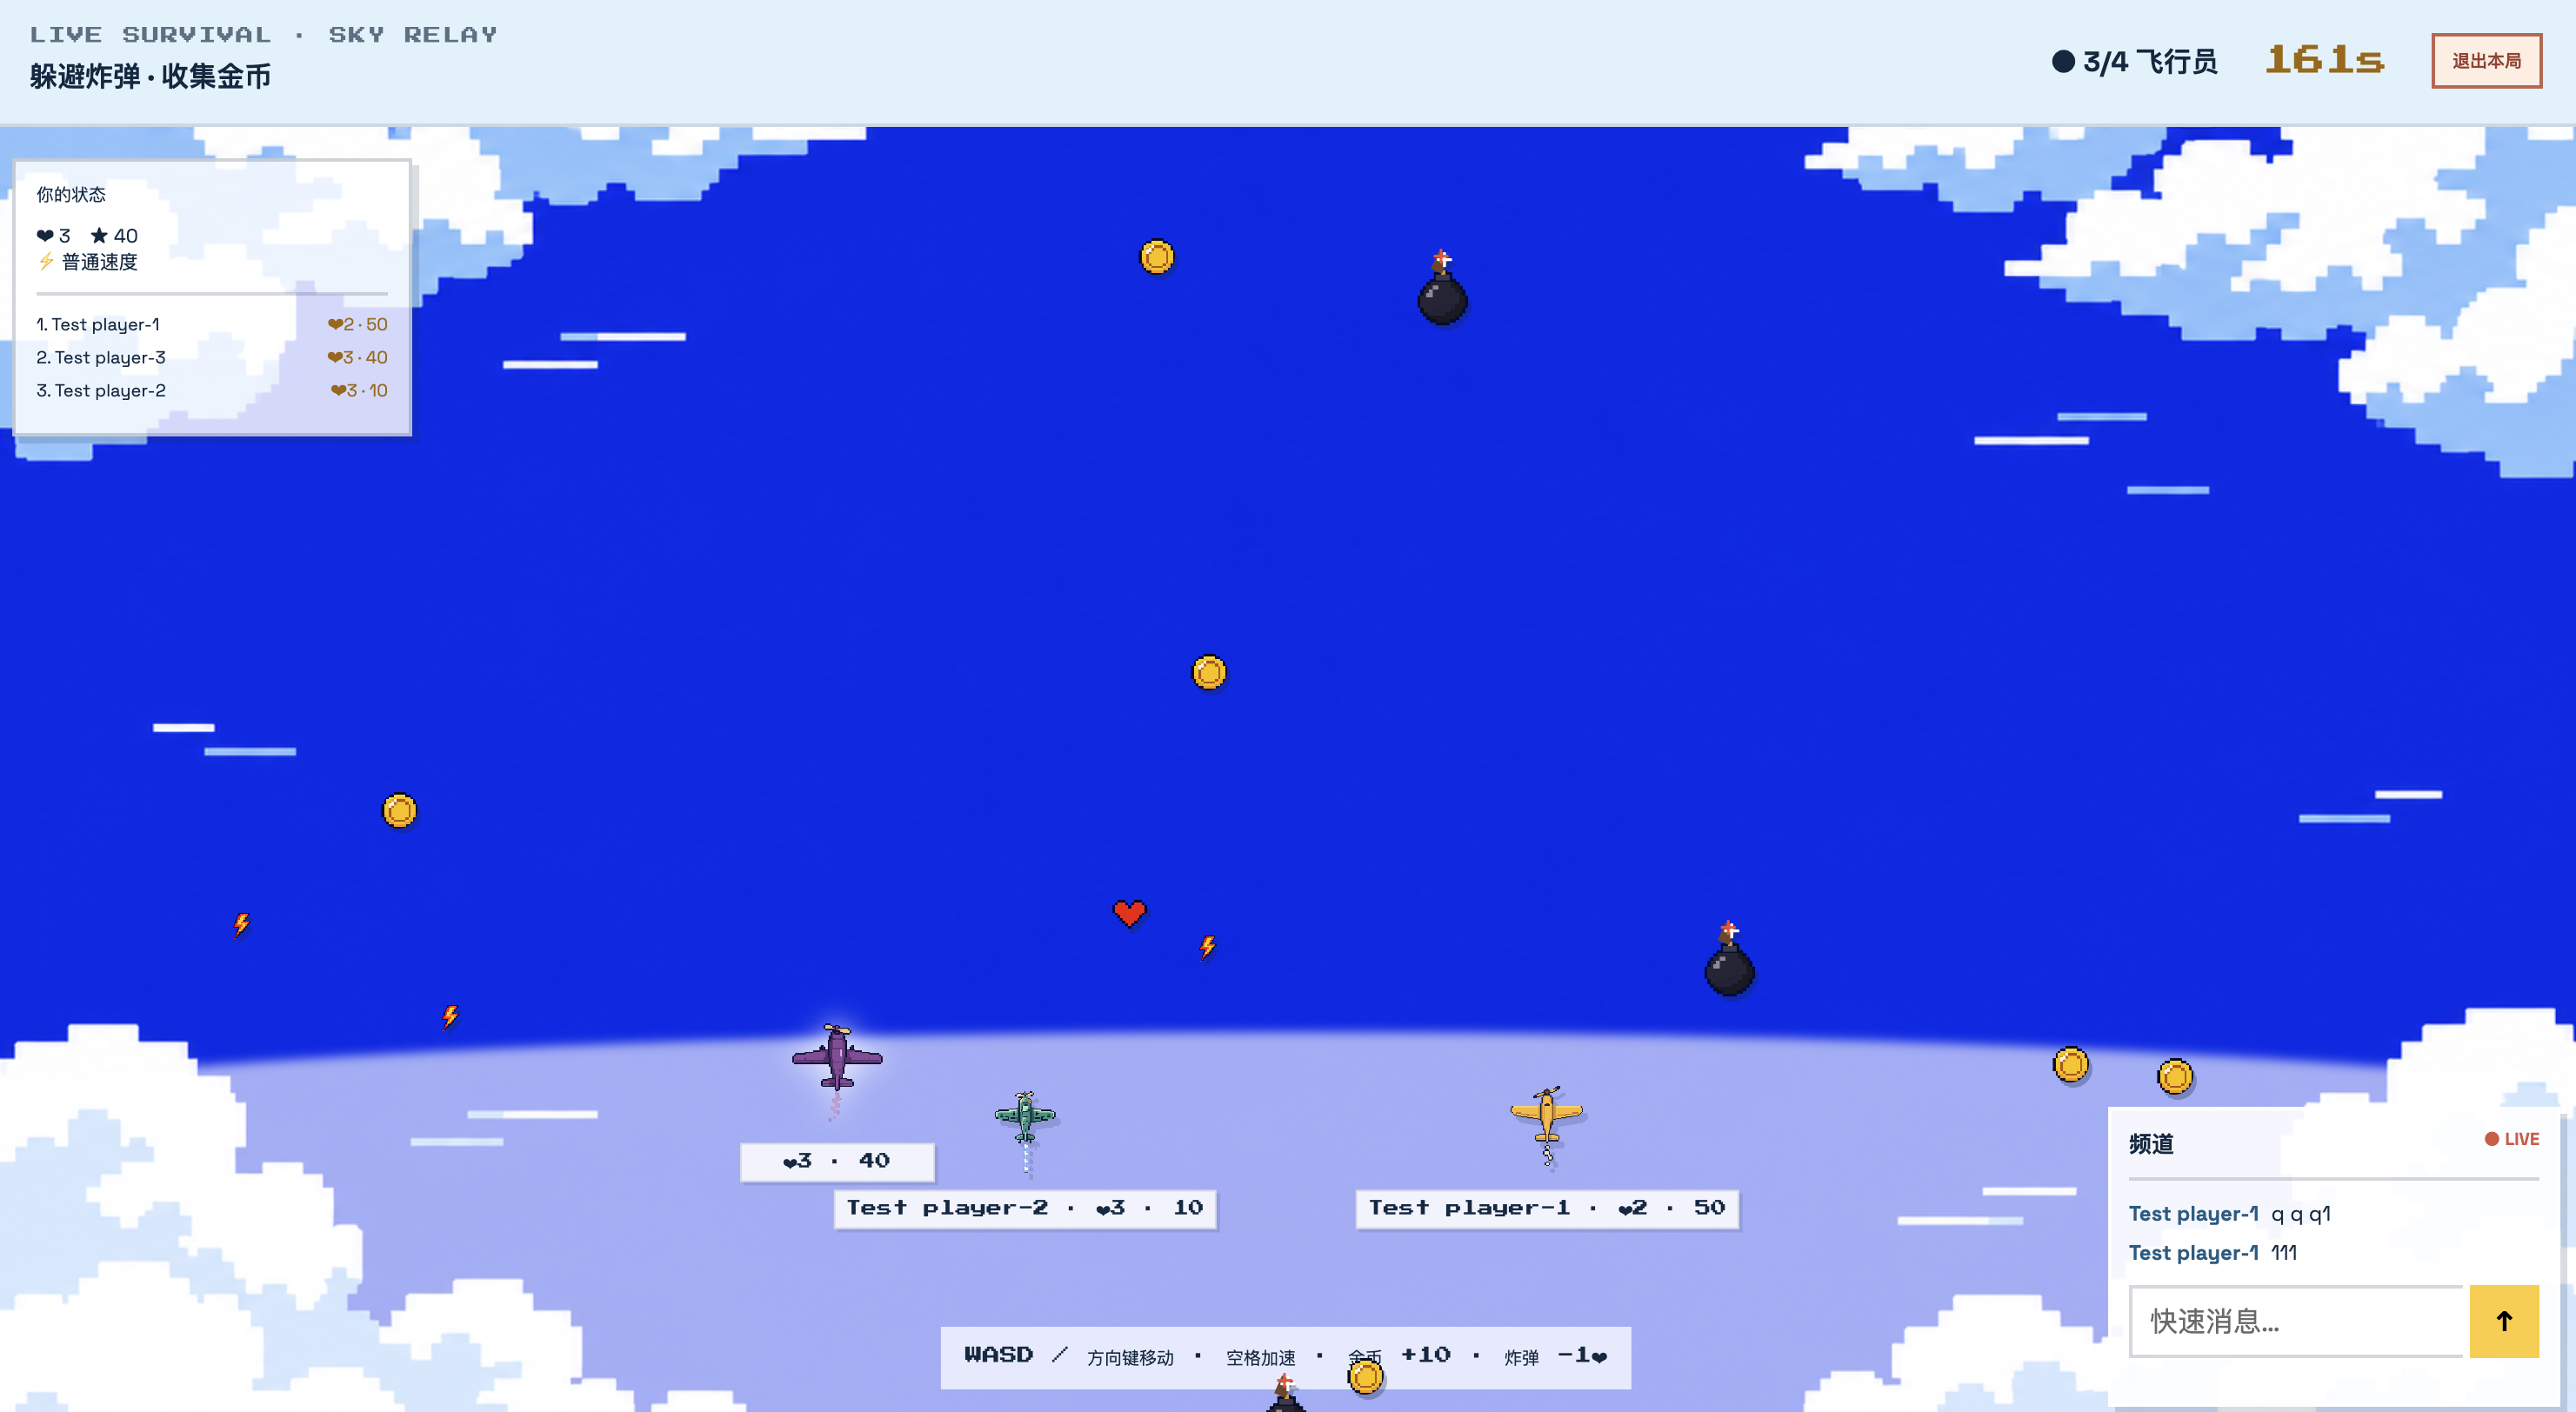 LIVE SURVIVAL · SKY RELAY
躲避炸弹 · 收集金币
3/4 飞行员
161s
退出本局
你的状态
❤ 3 ★ 40
⚡ 普通速度
1. Test player-1 ❤2 · 50
2. Test player-3 ❤3 · 40
3. Test player-2 ❤3 · 10
❤3 · 40
Test player-2 · ❤3 · 10
Test player-1 · ❤2 · 50
频道
LIVE
Test player-1 q q q1
Test player-1 111
快速消息...
↑
WASD / 方向键移动 · 空格加速 · 金币 +10 · 炸弹 -1❤